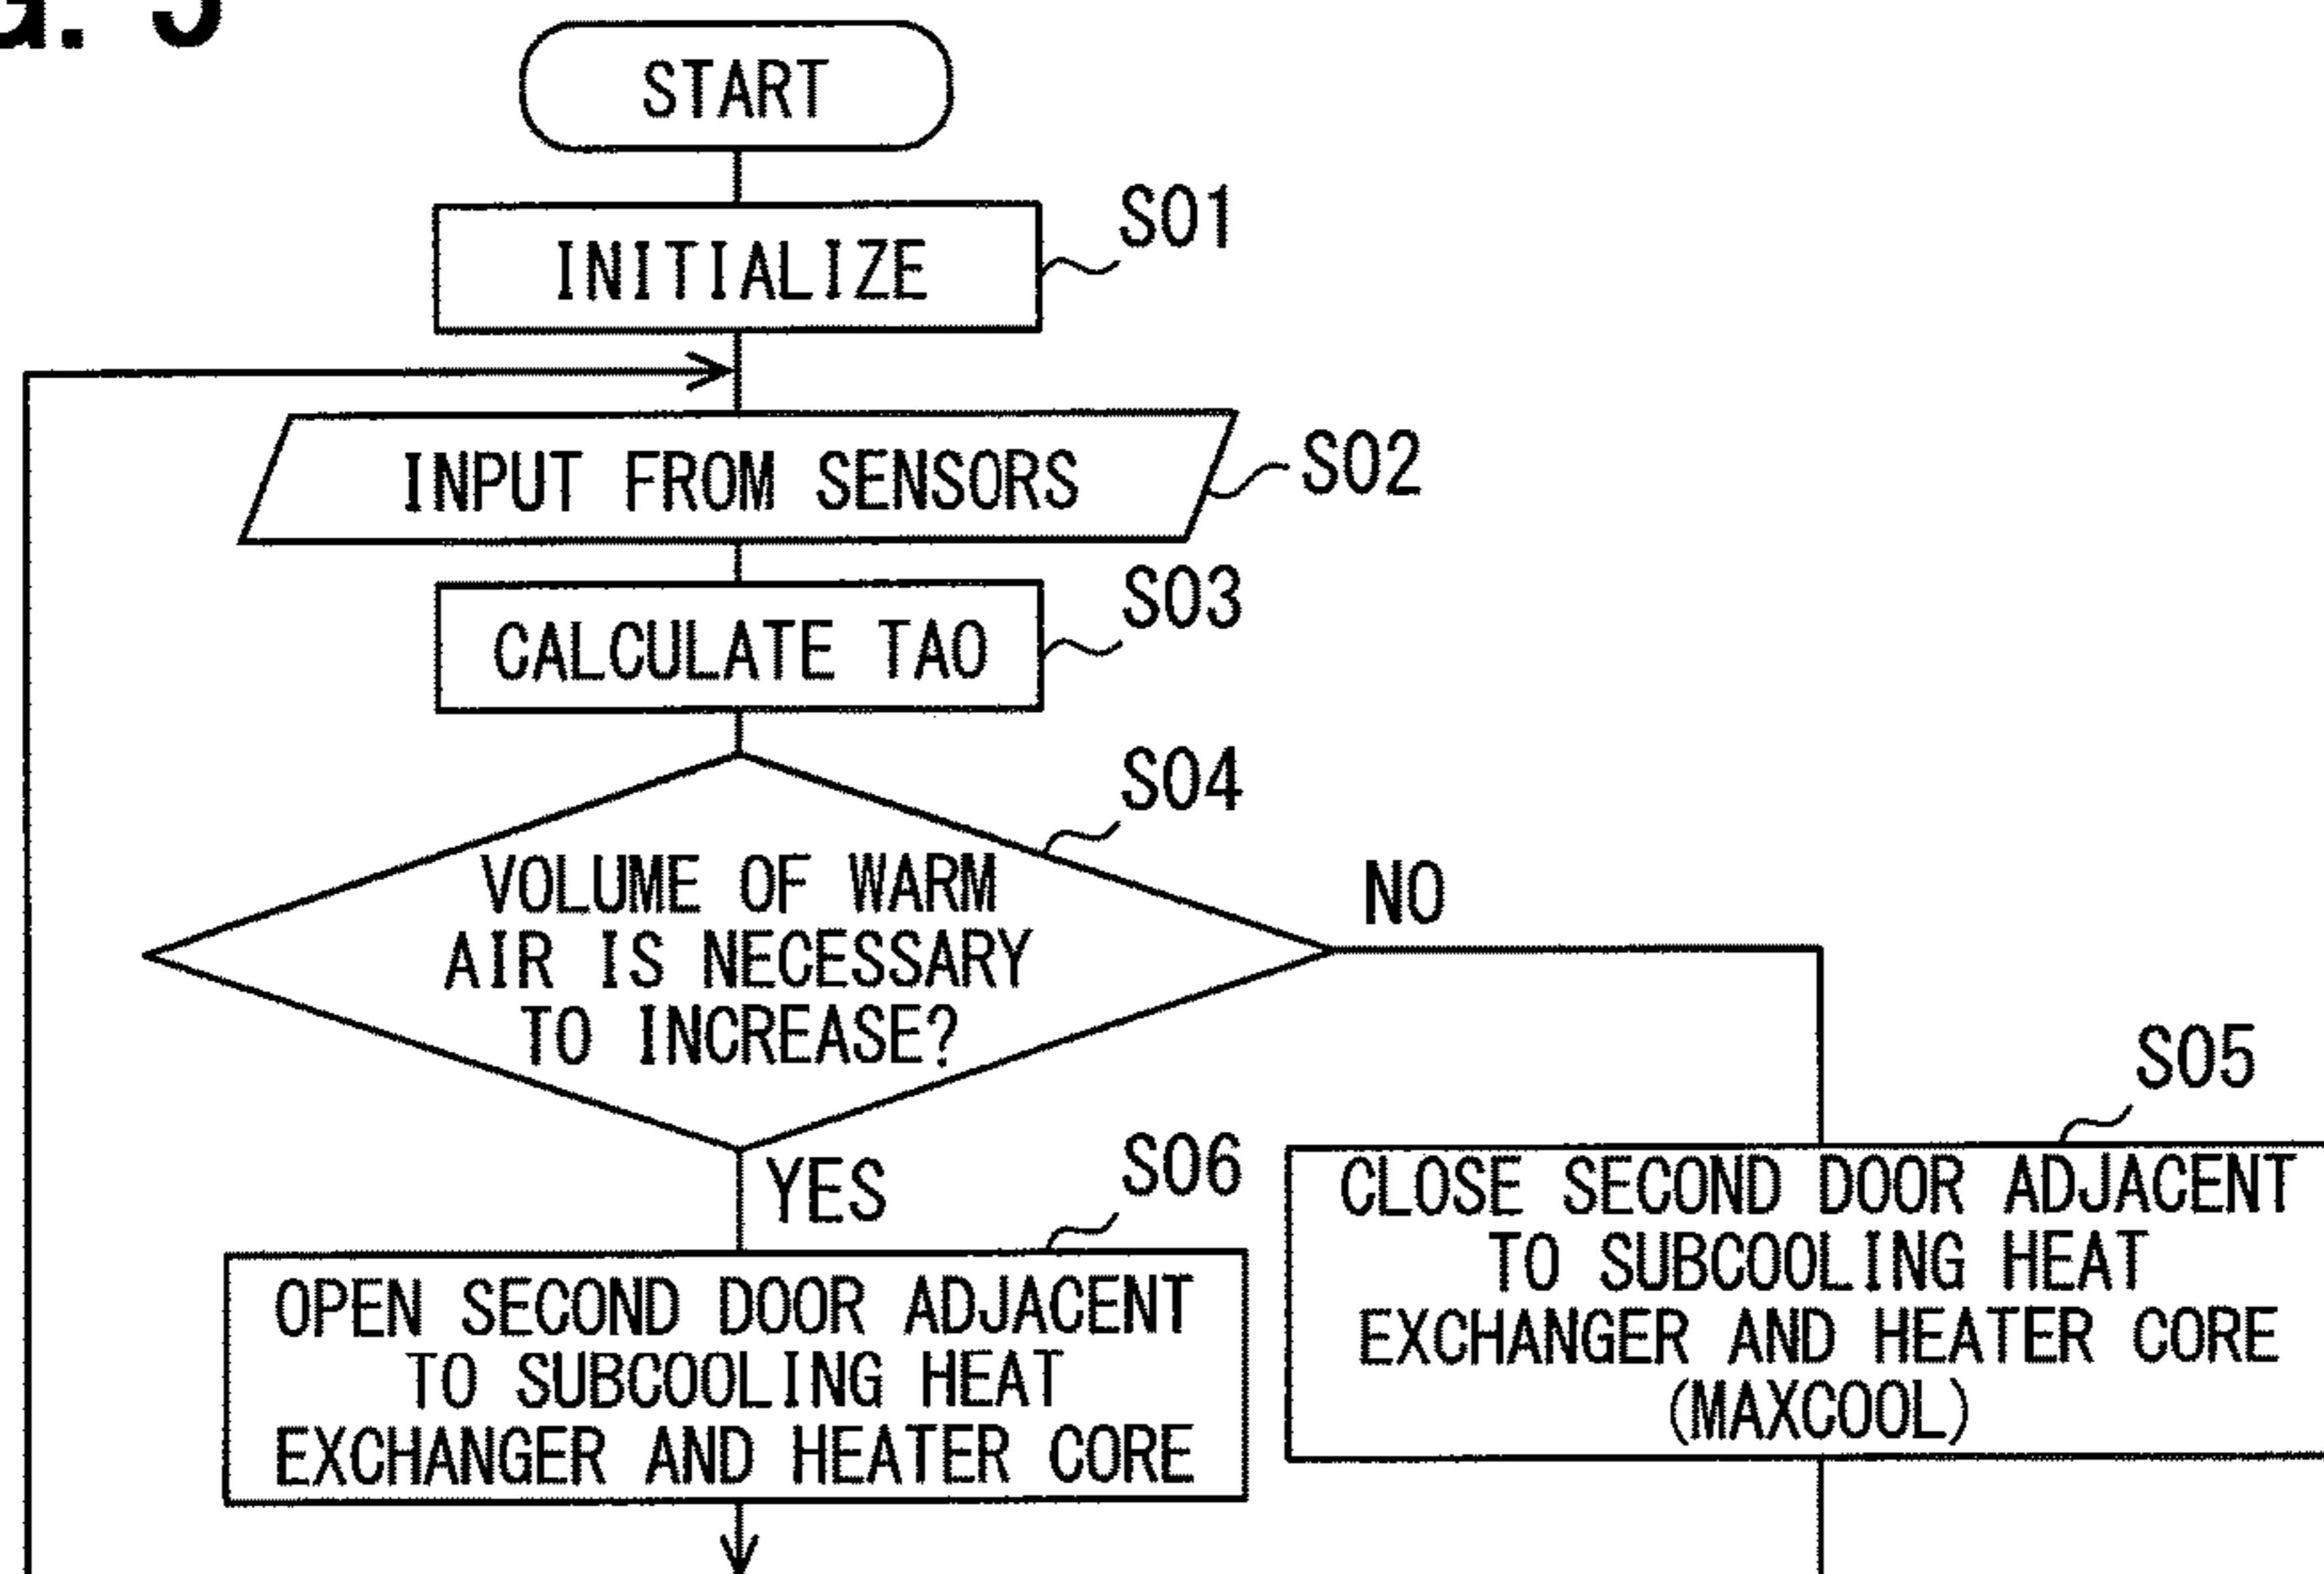 START
INITIALIZE
S01
INPUT FROM SENSORS
S02
CALCULATE TAO
S03
VOLUME OF WARM
AIR IS NECESSARY
TO INCREASE?
S04
NO
YES
S05
CLOSE SECOND DOOR ADJACENT
TO SUBCOOLING HEAT
EXCHANGER AND HEATER CORE
(MAXCOOL)
S06
OPEN SECOND DOOR ADJACENT
TO SUBCOOLING HEAT
EXCHANGER AND HEATER CORE